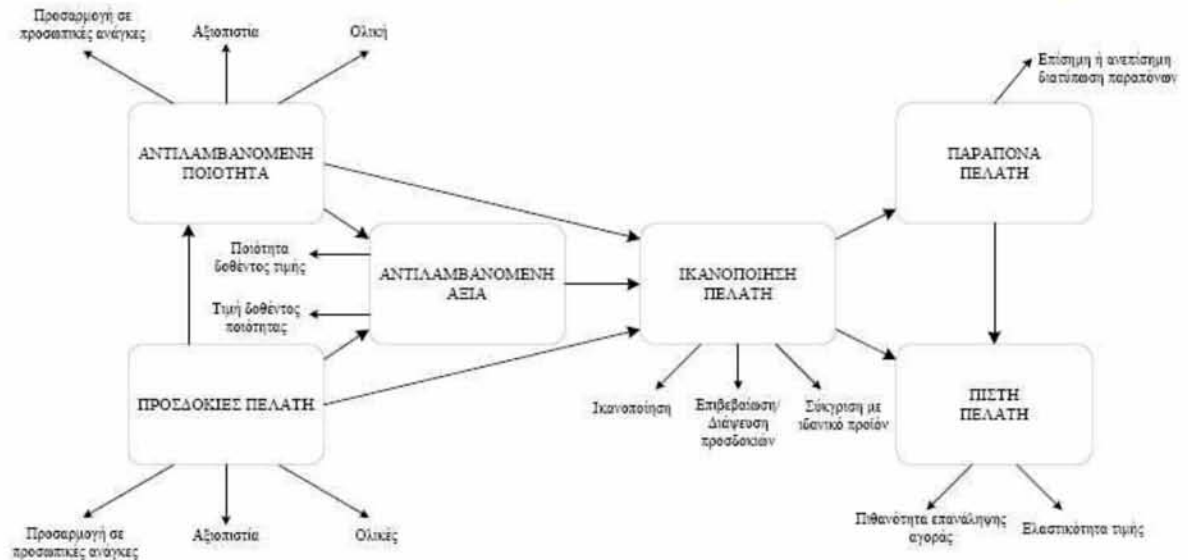 Προσαρμογή σε
προσωπικές ανάγκες
Αξιοπιστία
Ολική
Επίσημη ή ανεπίσημη
διατύπωση παραπόνων
ΑΝΤΙΛΑΜΒΑΝΟΜΕΝΗ
ΠΟΙΟΤΗΤΑ
ΠΑΡΑΠΟΝΑ
ΠΕΛΑΤΗ
Ποιότητα
δοθέντος τιμής
ΑΝΤΙΛΑΜΒΑΝΟΜΕΝΗ
ΑΞΙΑ
ΙΚΑΝΟΠΟΙΗΣΗ
ΠΕΛΑΤΗ
Τιμή δοθέντος
ποιότητας
ΠΡΟΣΔΟΚΙΕΣ ΠΕΛΑΤΗ
Ικανοποίηση
Επιβεβαίωση/
Διάψευση
προσδοκιών
Σύκγριση με
ιδανικό προϊόν
ΠΙΣΤΗ
ΠΕΛΑΤΗ
Προσαρμογή σε
προσωπικές ανάγκες
Αξιοπιστία
Ολικές
Πιθανότητα επανάληψης
αγοράς
Ελαστικότητα τιμής